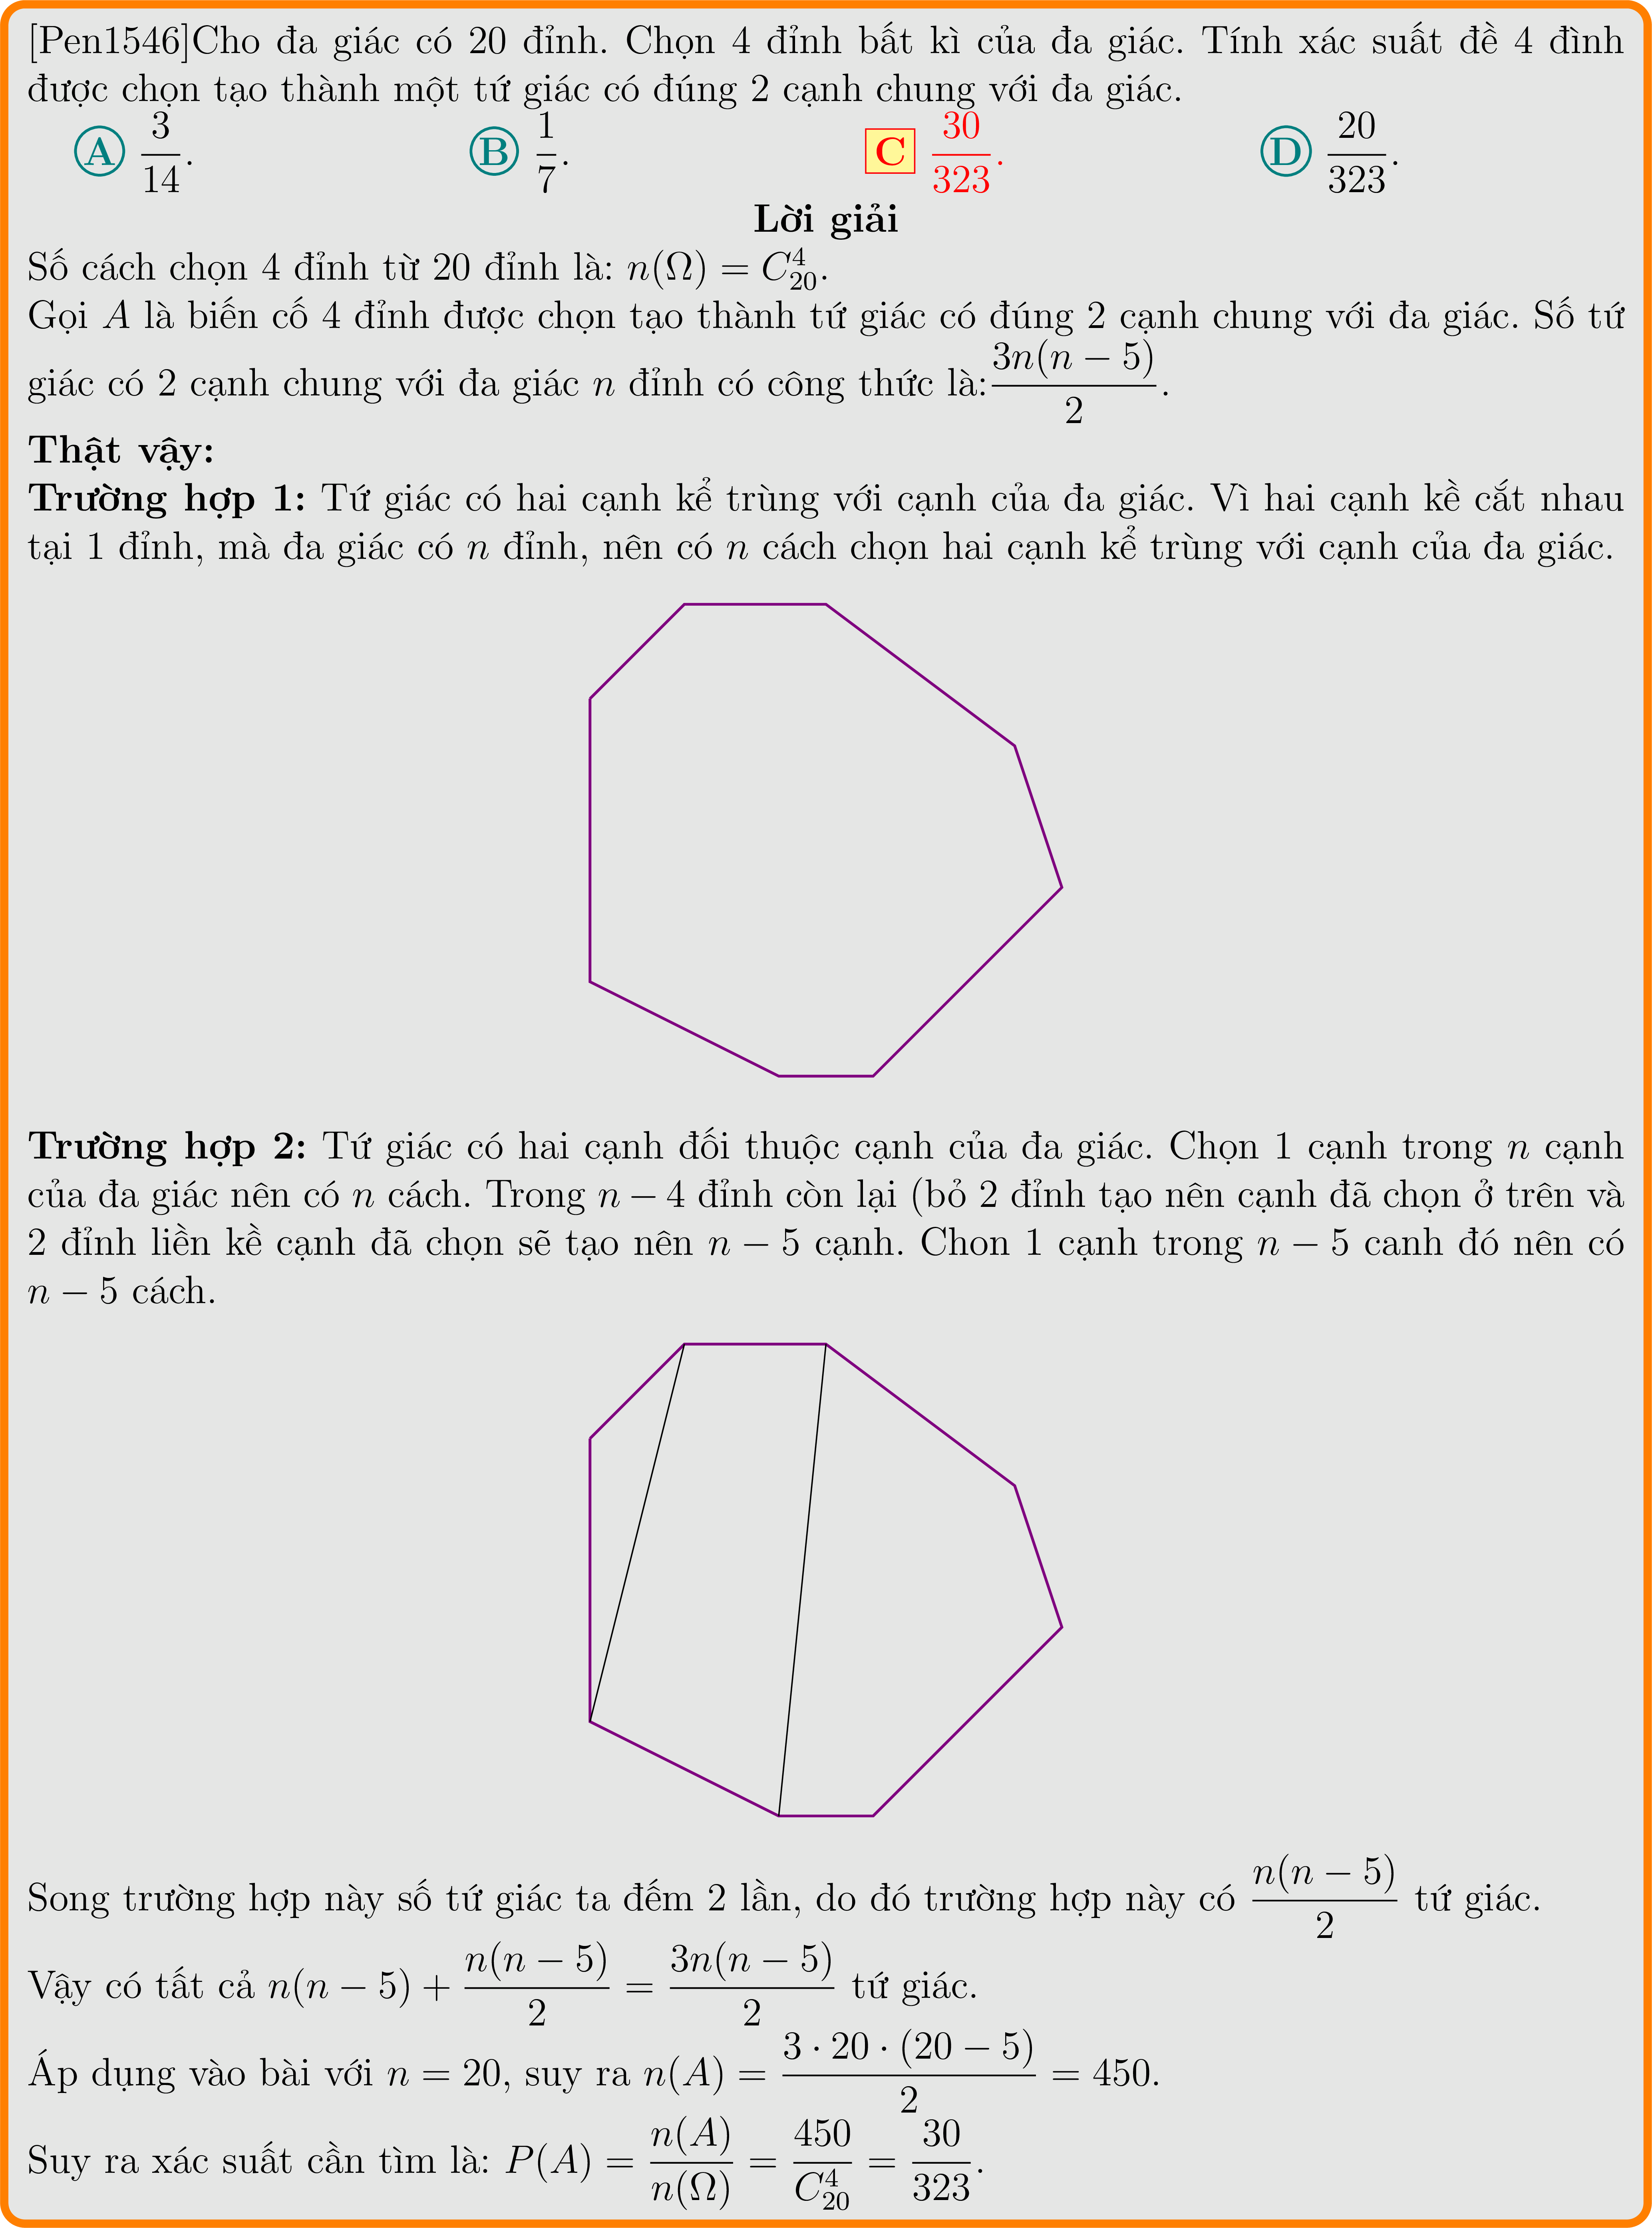 [Pen1546]Cho đa giác có 20 đỉnh. Chọn 4 đỉnh bất kì của đa giác. Tính xác suất đề 4 đình
được chọn tạo thành một tứ giác có đúng 2 cạnh chung với đa giác.
A $\frac{3}{14}$. B $\frac{1}{7}$. C $\frac{30}{323}$. D $\frac{20}{323}$.
Lời giải
Số cách chọn 4 đỉnh từ 20 đỉnh là: $n(\Omega) = C_{20}^4$.
Gọi $A$ là biến cố 4 đỉnh được chọn tạo thành tứ giác có đúng 2 cạnh chung với đa giác. Số tứ
giác có 2 cạnh chung với đa giác $n$ đỉnh có công thức là:$\frac{3n(n-5)}{2}$.
Thật vậy:
Trường hợp 1: Tứ giác có hai cạnh kể trùng với cạnh của đa giác. Vì hai cạnh kề cắt nhau
tại 1 đỉnh, mà đa giác có $n$ đỉnh, nên có $n$ cách chọn hai cạnh kể trùng với cạnh của đa giác.
Trường hợp 2: Tứ giác có hai cạnh đối thuộc cạnh của đa giác. Chọn 1 cạnh trong $n$ cạnh
của đa giác nên có $n$ cách. Trong $n-4$ đỉnh còn lại (bỏ 2 đỉnh tạo nên cạnh đã chọn ở trên và
2 đỉnh liền kề cạnh đã chọn sẽ tạo nên $n-5$ cạnh. Chon 1 cạnh trong $n-5$ canh đó nên có
$n-5$ cách.
Song trường hợp này số tứ giác ta đếm 2 lần, do đó trường hợp này có $\frac{n(n-5)}{2}$ tứ giác.
Vậy có tất cả $n(n-5) + \frac{n(n-5)}{2} = \frac{3n(n-5)}{2}$ tứ giác.
Áp dụng vào bài với $n = 20$, suy ra $n(A) = \frac{3 \cdot 20 \cdot (20-5)}{2} = 450$.
Suy ra xác suất cần tìm là: $P(A) = \frac{n(A)}{n(\Omega)} = \frac{450}{C_{20}^4} = \frac{30}{323}$.